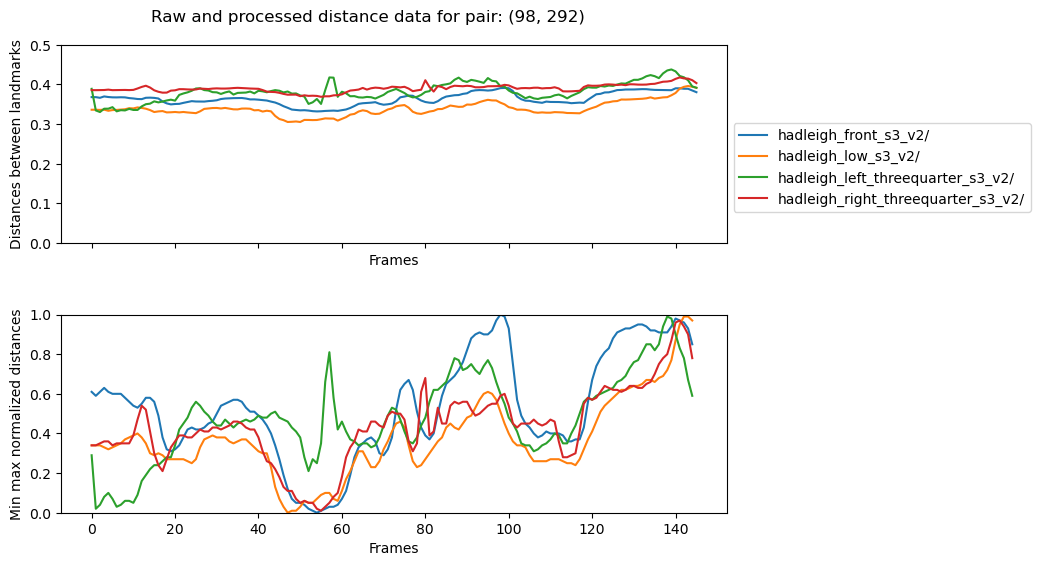 Raw and processed distance data for pair: (98, 292)
Distances between landmarks
0.5
0.4
0.3
0.2
0.1
0.0
Frames
hadleigh_front_s3_v2/
hadleigh_low_s3_v2/
hadleigh_left_threequarter_s3_v2/
hadleigh_right_threequarter_s3_v2/
Min max normalized distances
1.0
0.8
0.6
0.4
0.2
0.0
0 20 40 60 80 100 120 140
Frames